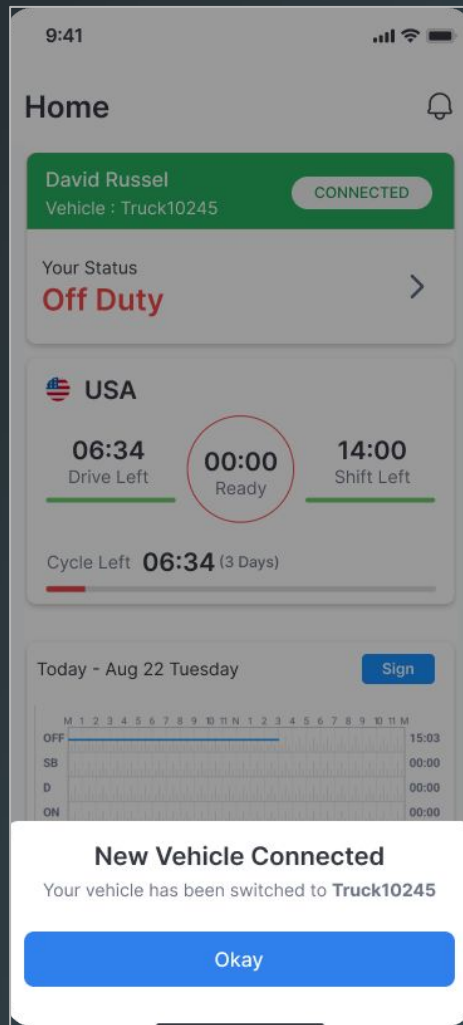 9:41
Home
David Russel
Vehicle : Truck10245
CONNECTED
Your Status
Off Duty
USA
06:34
Drive Left
00:00
Ready
14:00
Shift Left
Cycle Left 06:34 (3 Days)
Today - Aug 22 Tuesday
Sign
M 1 2 3 4 5 6 7 8 9 10 11 N 1 2 3 4 5 6 7 8 9 10 11 M
OFF 15:03
SB 00:00
D 00:00
ON 00:00
New Vehicle Connected
Your vehicle has been switched to Truck10245
Okay